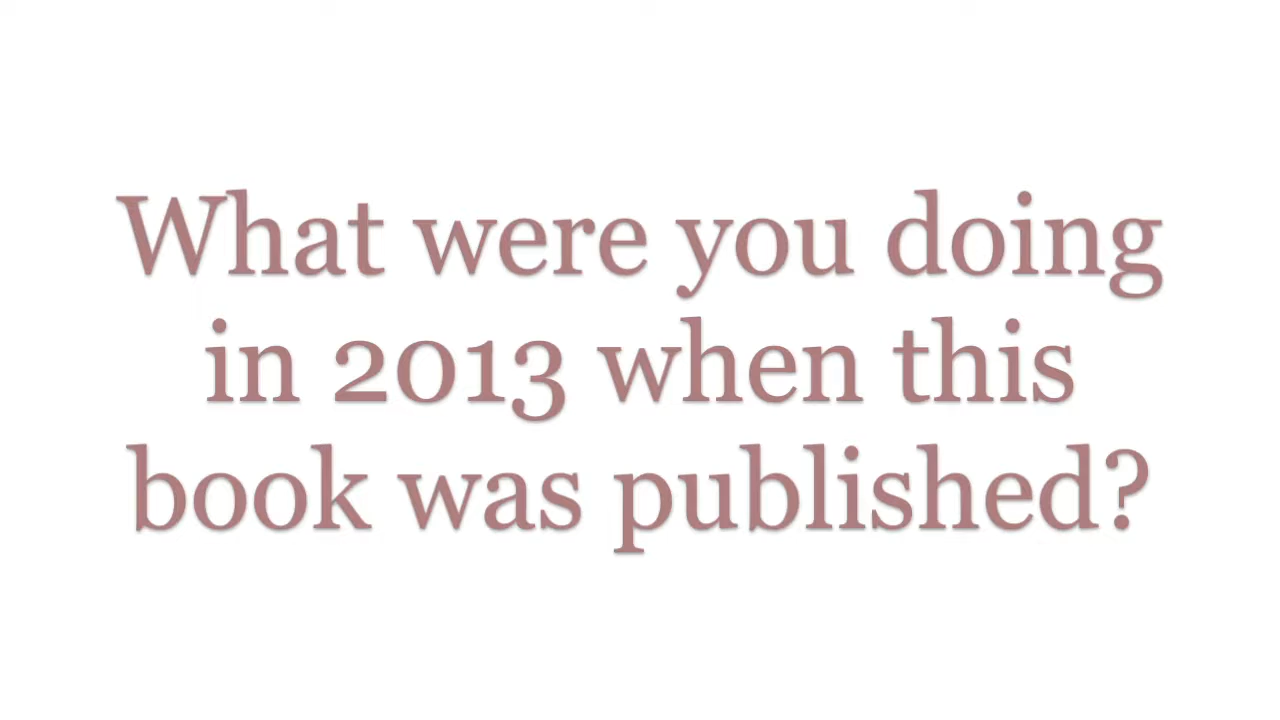 What were you doing
in 2013 when this
book was published?